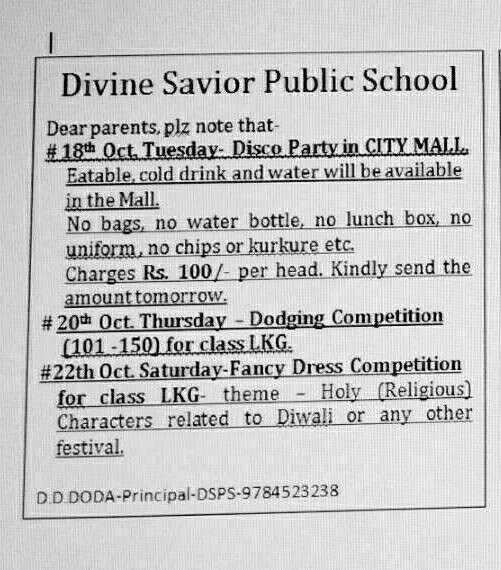 Divine Savior Public School
Dear parents, plz note that-
# 18th Oct. Tuesday- Disco Party in CITY MALL.
Eatable, cold drink and water will be available
in the Mall.
No bags, no water bottle, no lunch box, no
uniform, no chips or kurkure etc.
Charges Rs. 100/- per head. Kindly send the
amount tomorrow.
# 20th Oct. Thursday – Dodging Competition
(101 -150) for class LKG.
#22th Oct. Saturday-Fancy Dress Competition
for class LKG- theme – Holy (Religious)
Characters related to Diwali or any other
festival.
D.D.DODA-Principal-DSPS-9784523238